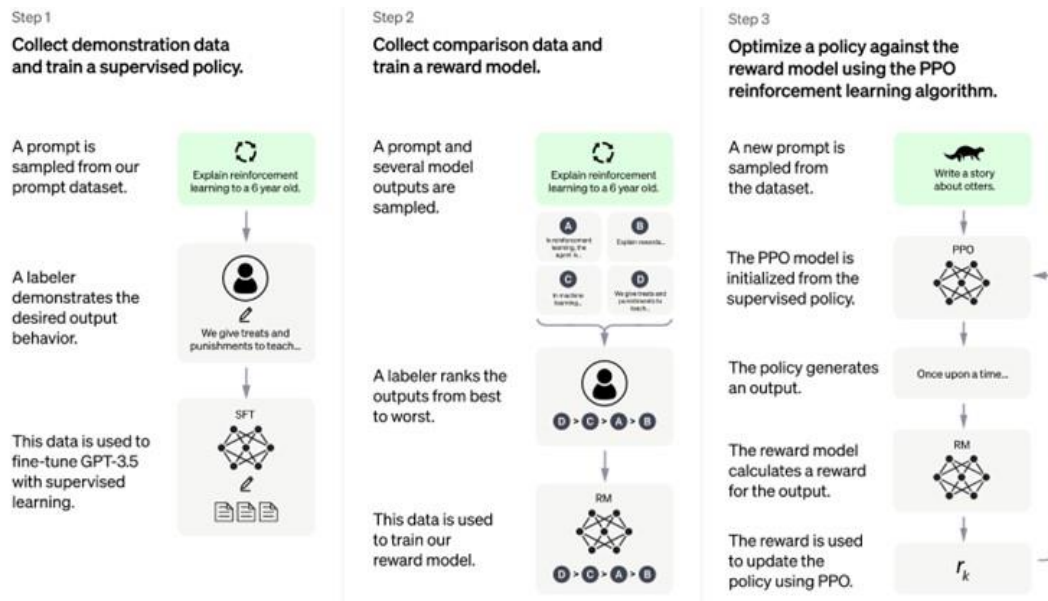 Step 1
Collect demonstration data
and train a supervised policy.
A prompt is
sampled from our
prompt dataset.
Explain reinforcement
learning to a 6 year old.
A labeler
demonstrates the
desired output
behavior.
We give treats and
punishments to teach...
SFT
This data is used to
fine-tune GPT-3.5
with supervised
learning.
Step 2
Collect comparison data and
train a reward model.
A prompt and
several model
outputs are
sampled.
Explain reinforcement
learning to a 6 year old.
A
In reinforcement
learning, the
agent is...
B
Explain rewards...
C
In machine
learning...
D
We give treats and
punishments to
teach...
A labeler ranks the
outputs from best
to worst.
D > C > A > B
RM
This data is used
to train our
reward model.
D > C > A > B
Step 3
Optimize a policy against the
reward model using the PPO
reinforcement learning algorithm.
A new prompt is
sampled from
the dataset.
Write a story
about otters.
PPO
The PPO model is
initialized from the
supervised policy.
The policy generates
an output.
Once upon a time...
RM
The reward model
calculates a reward
for the output.
The reward is used
to update the
policy using PPO.
rk